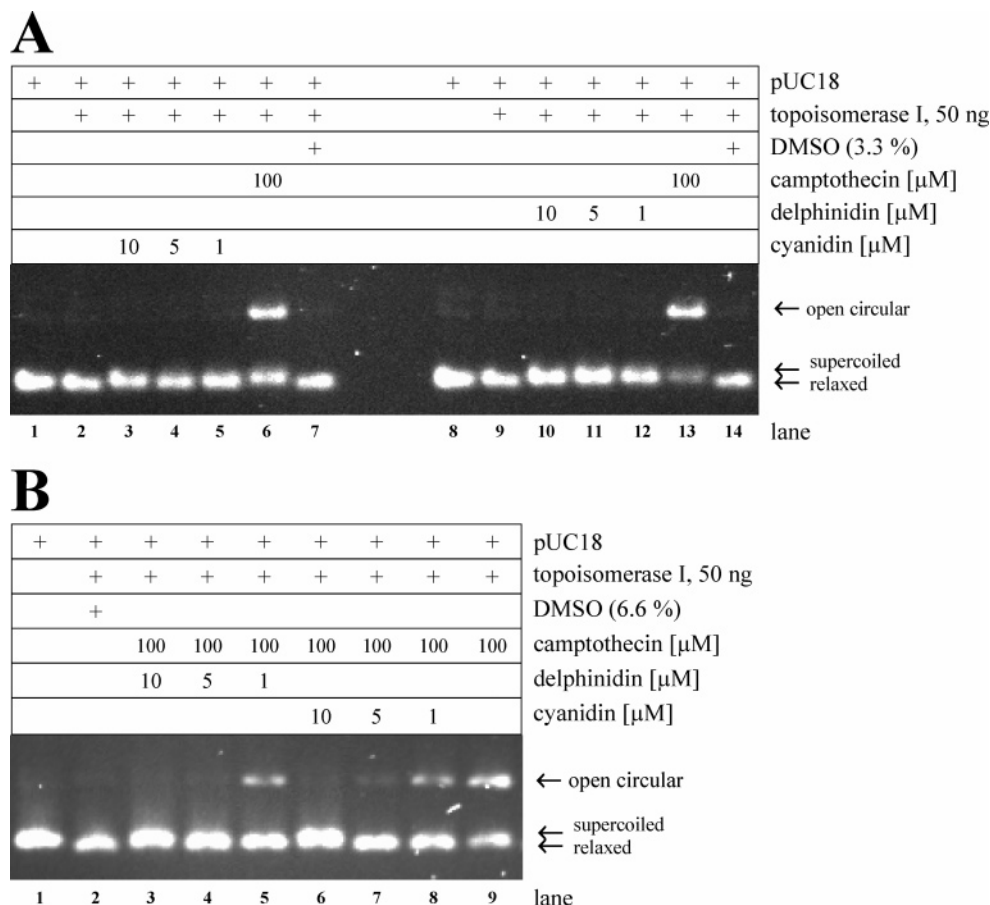 A
+ + + + + + + + + + + + + + pUC18
+ + + + + + + + + + + + topoisomerase I, 50 ng
+ + DMSO (3.3 %)
100 100 camptothecin [μM]
10 5 1 delphinidin [μM]
10 5 1 cyanidin [μM]
← open circular
← supercoiled
← relaxed
1 2 3 4 5 6 7 8 9 10 11 12 13 14 lane
B
+ + + + + + + + + pUC18
+ + + + + + + + topoisomerase I, 50 ng
+ DMSO (6.6 %)
100 100 100 100 100 100 100 camptothecin [μM]
10 5 1 delphinidin [μM]
10 5 1 cyanidin [μM]
← open circular
← supercoiled
← relaxed
1 2 3 4 5 6 7 8 9 lane